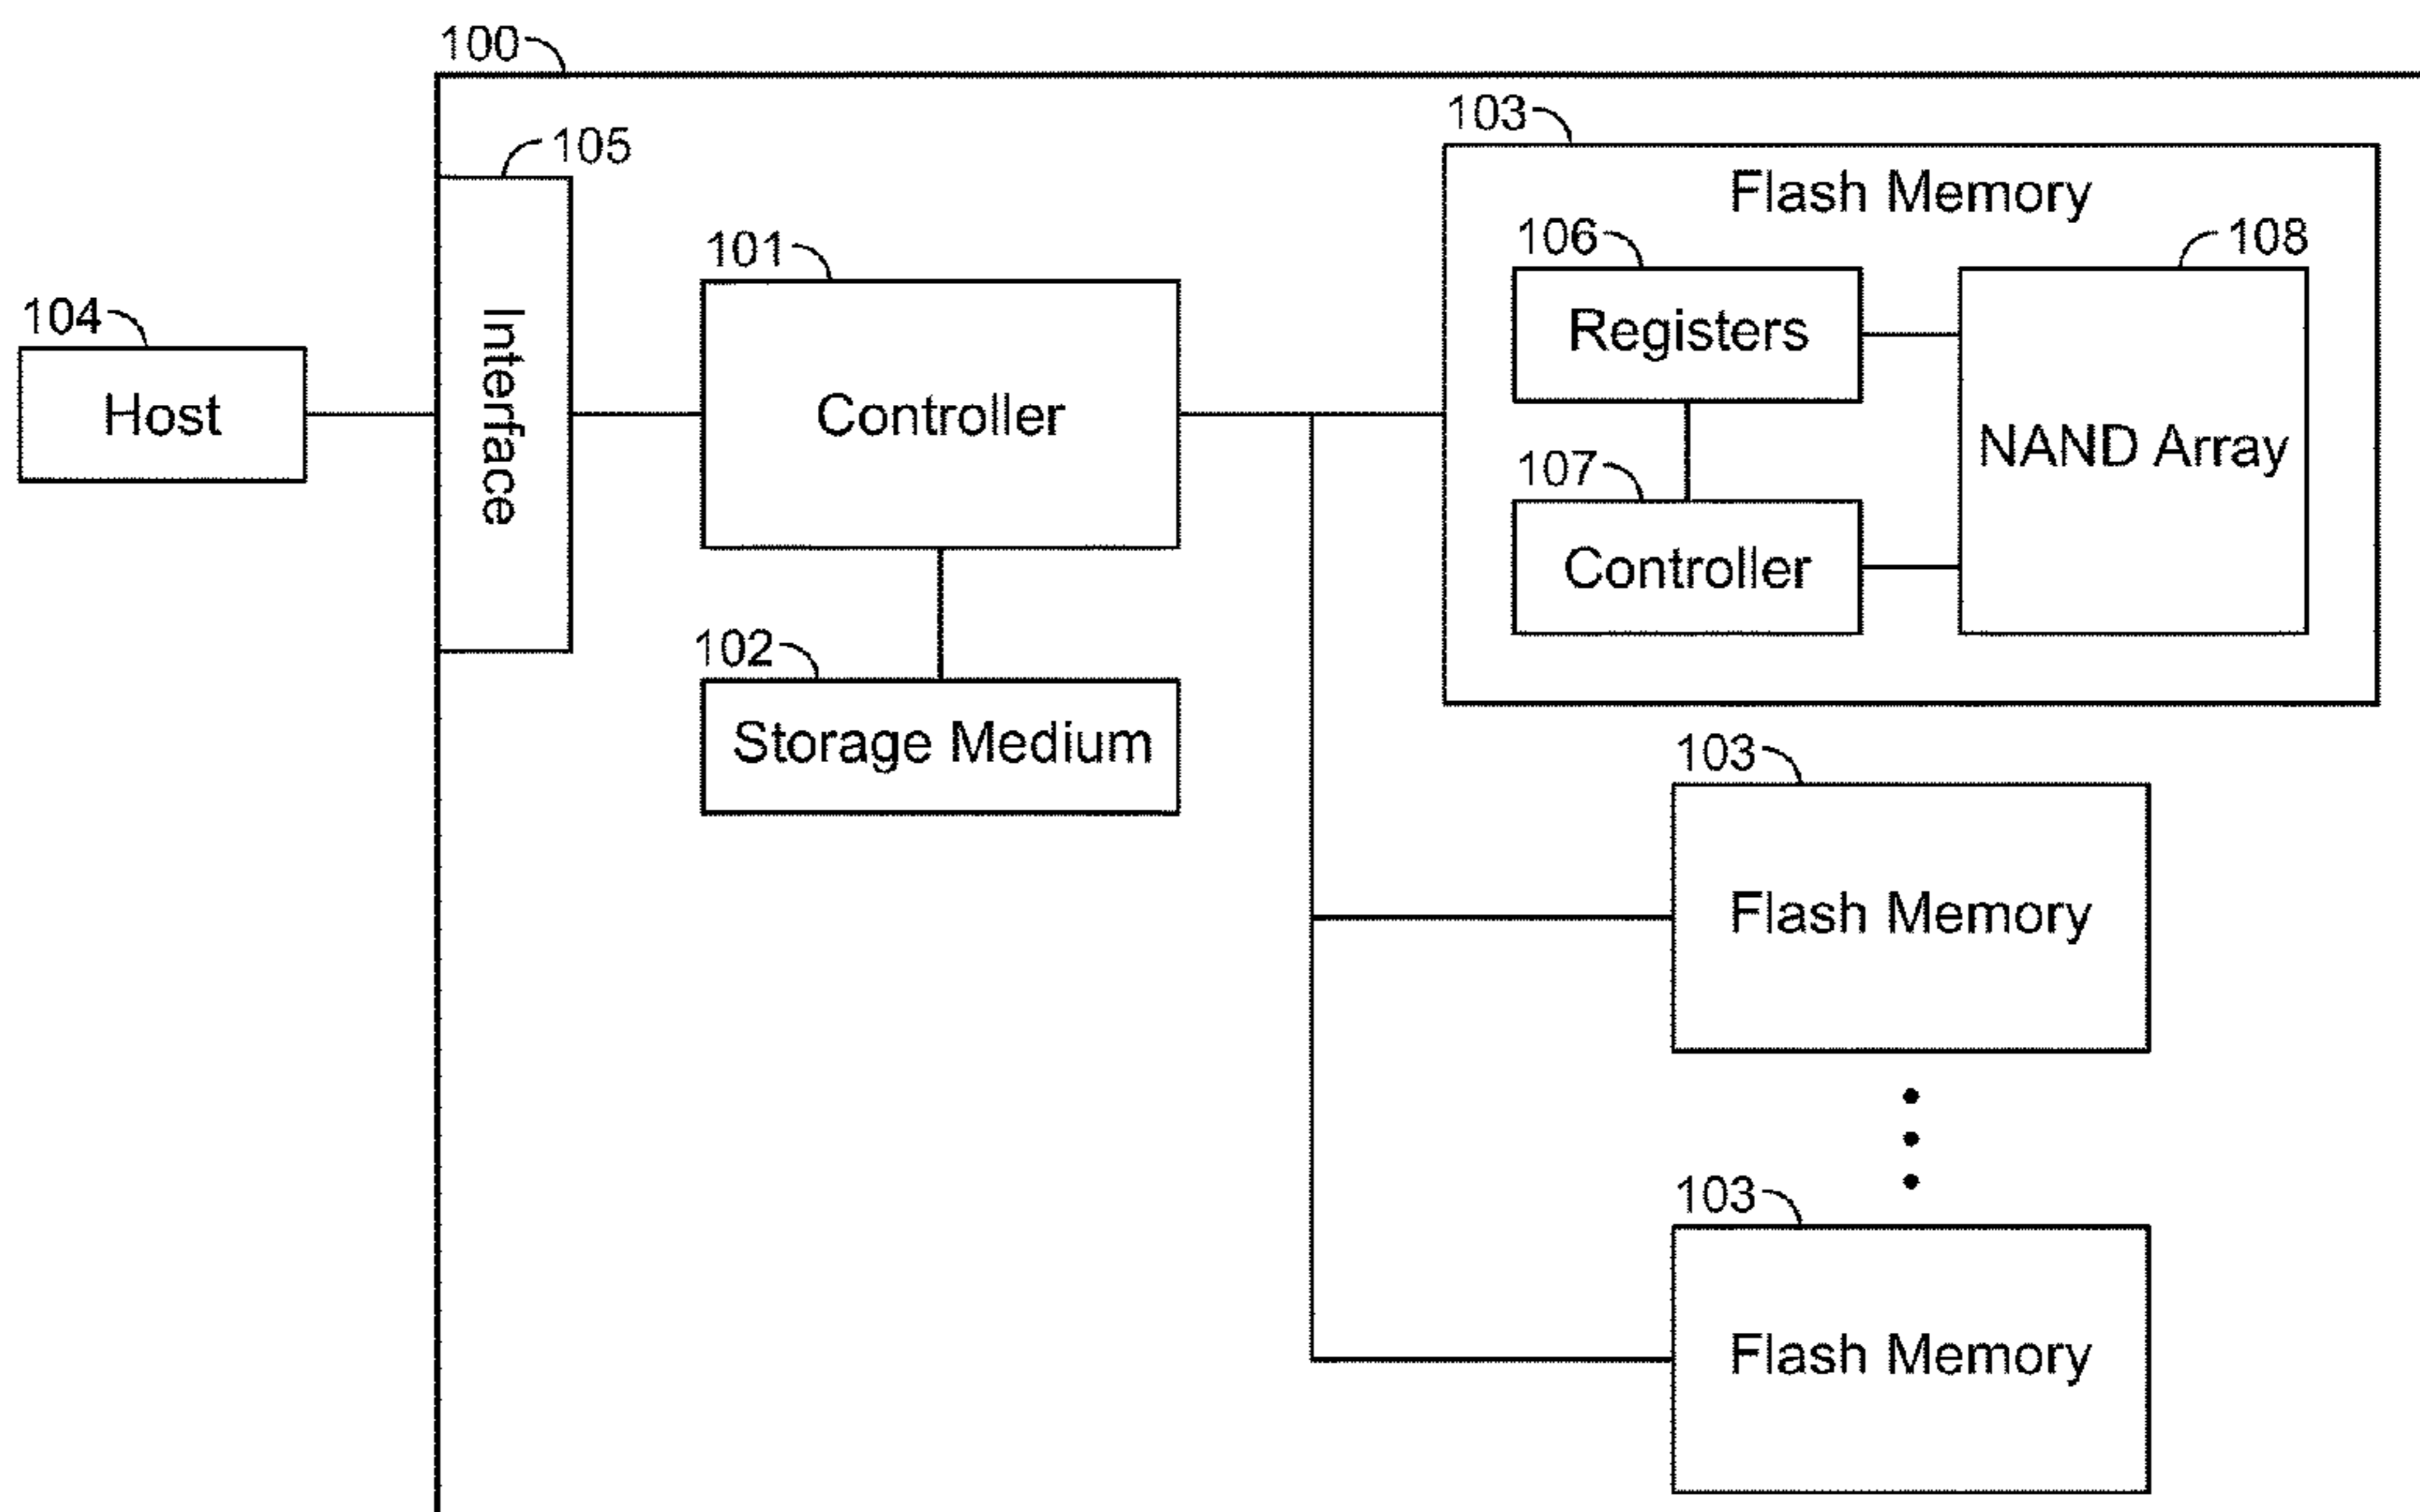 100
105
103
Flash Memory
101
106
108
104
Interface
Registers
Host
Controller
NAND Array
107
Controller
102
Storage Medium
103
Flash Memory
103
Flash Memory